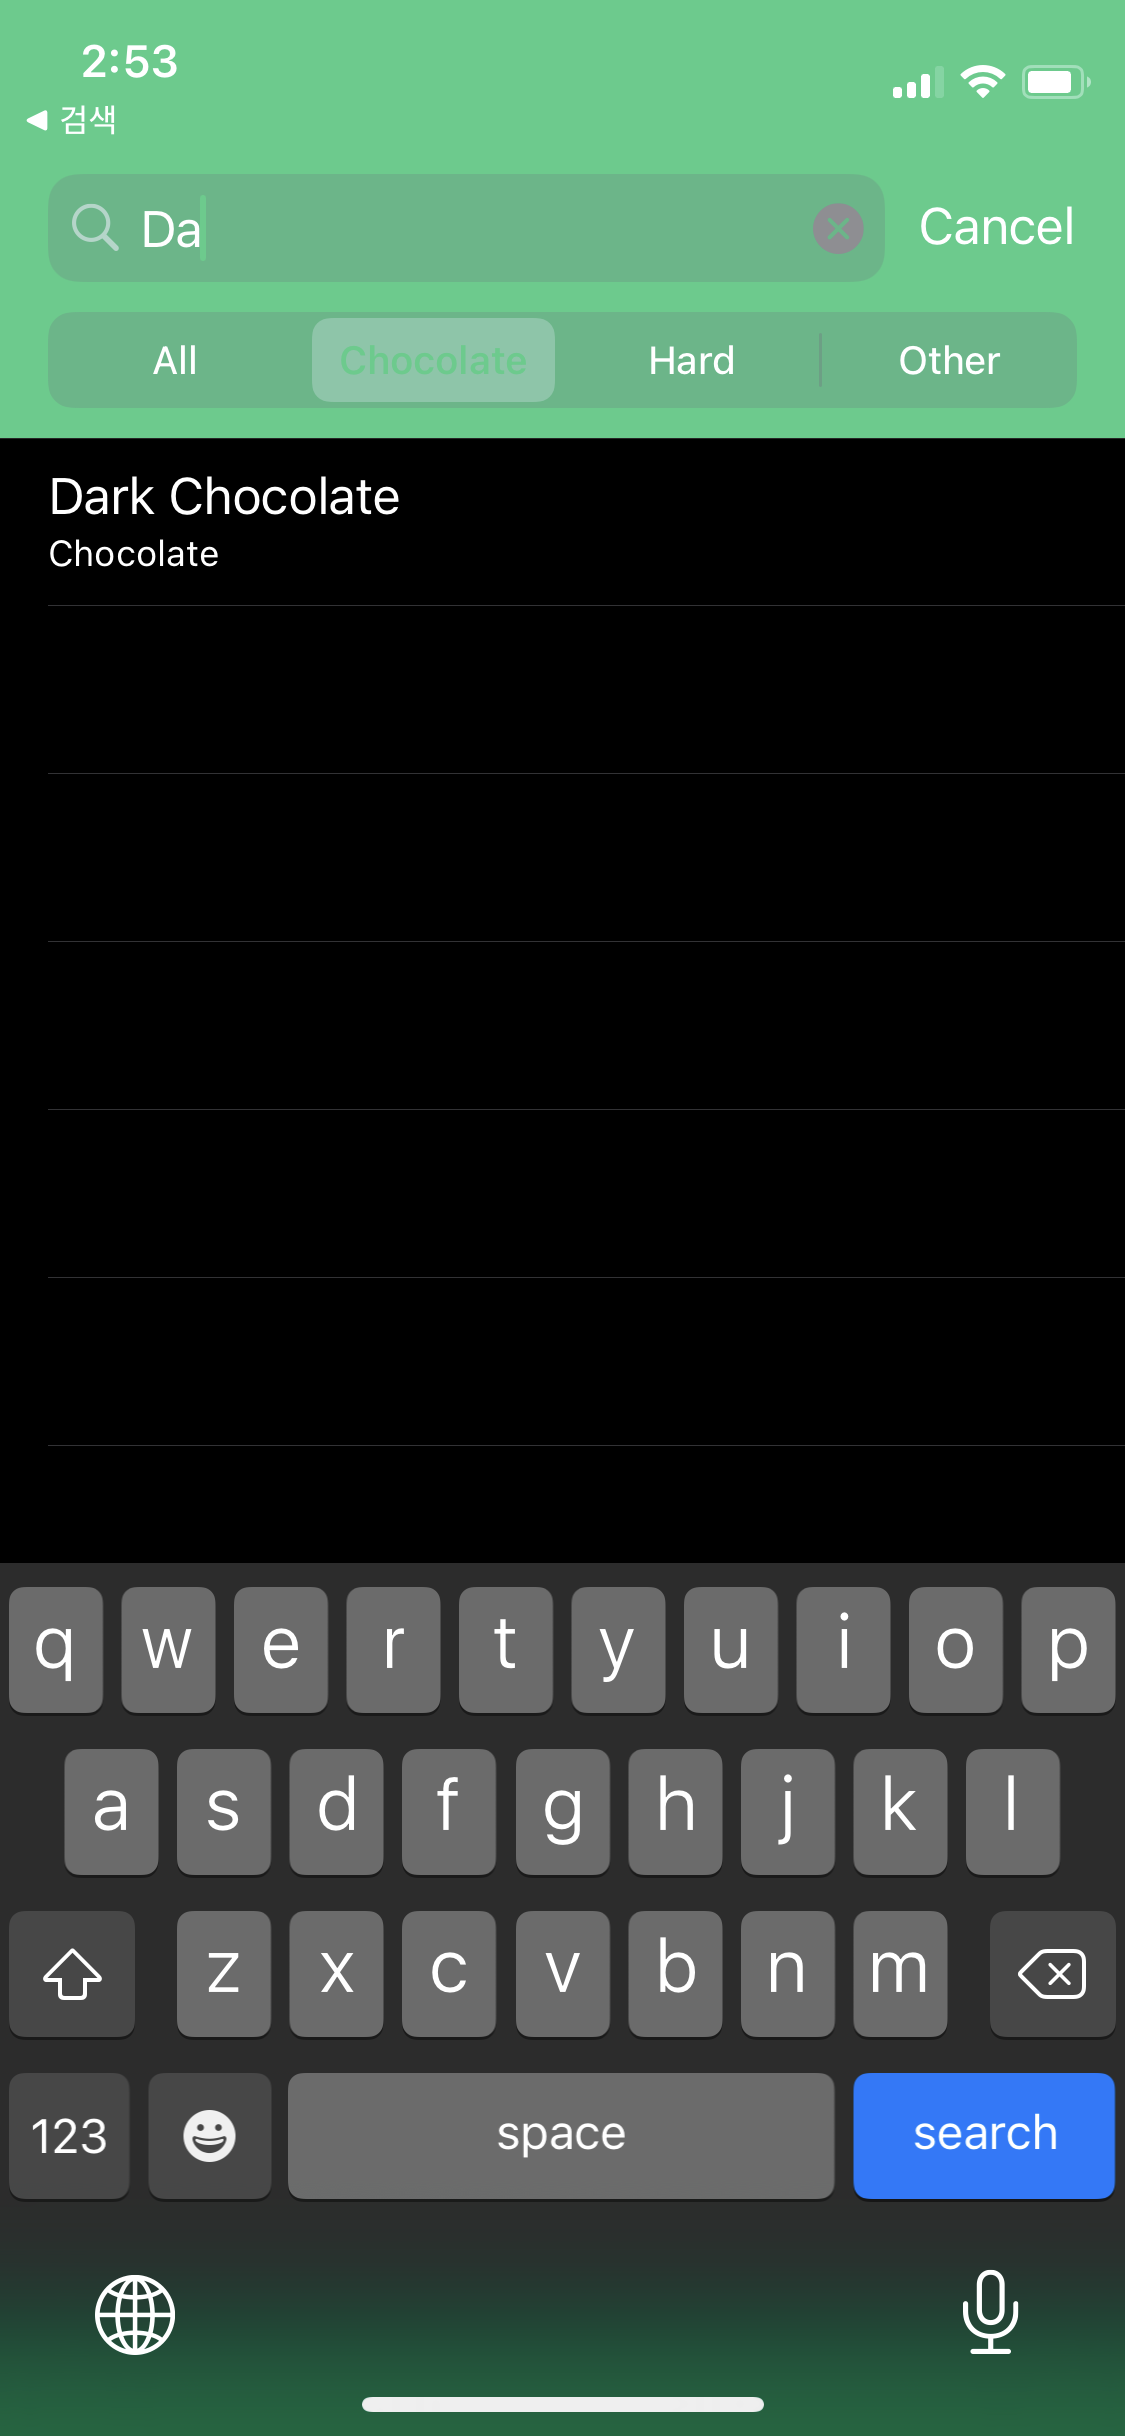 2:53
◀ 검색
Da
Cancel
All Chocolate Hard Other
Dark Chocolate
Chocolate
q w e r t y u i o p
a s d f g h j k l
z x c v b n m
123 space search